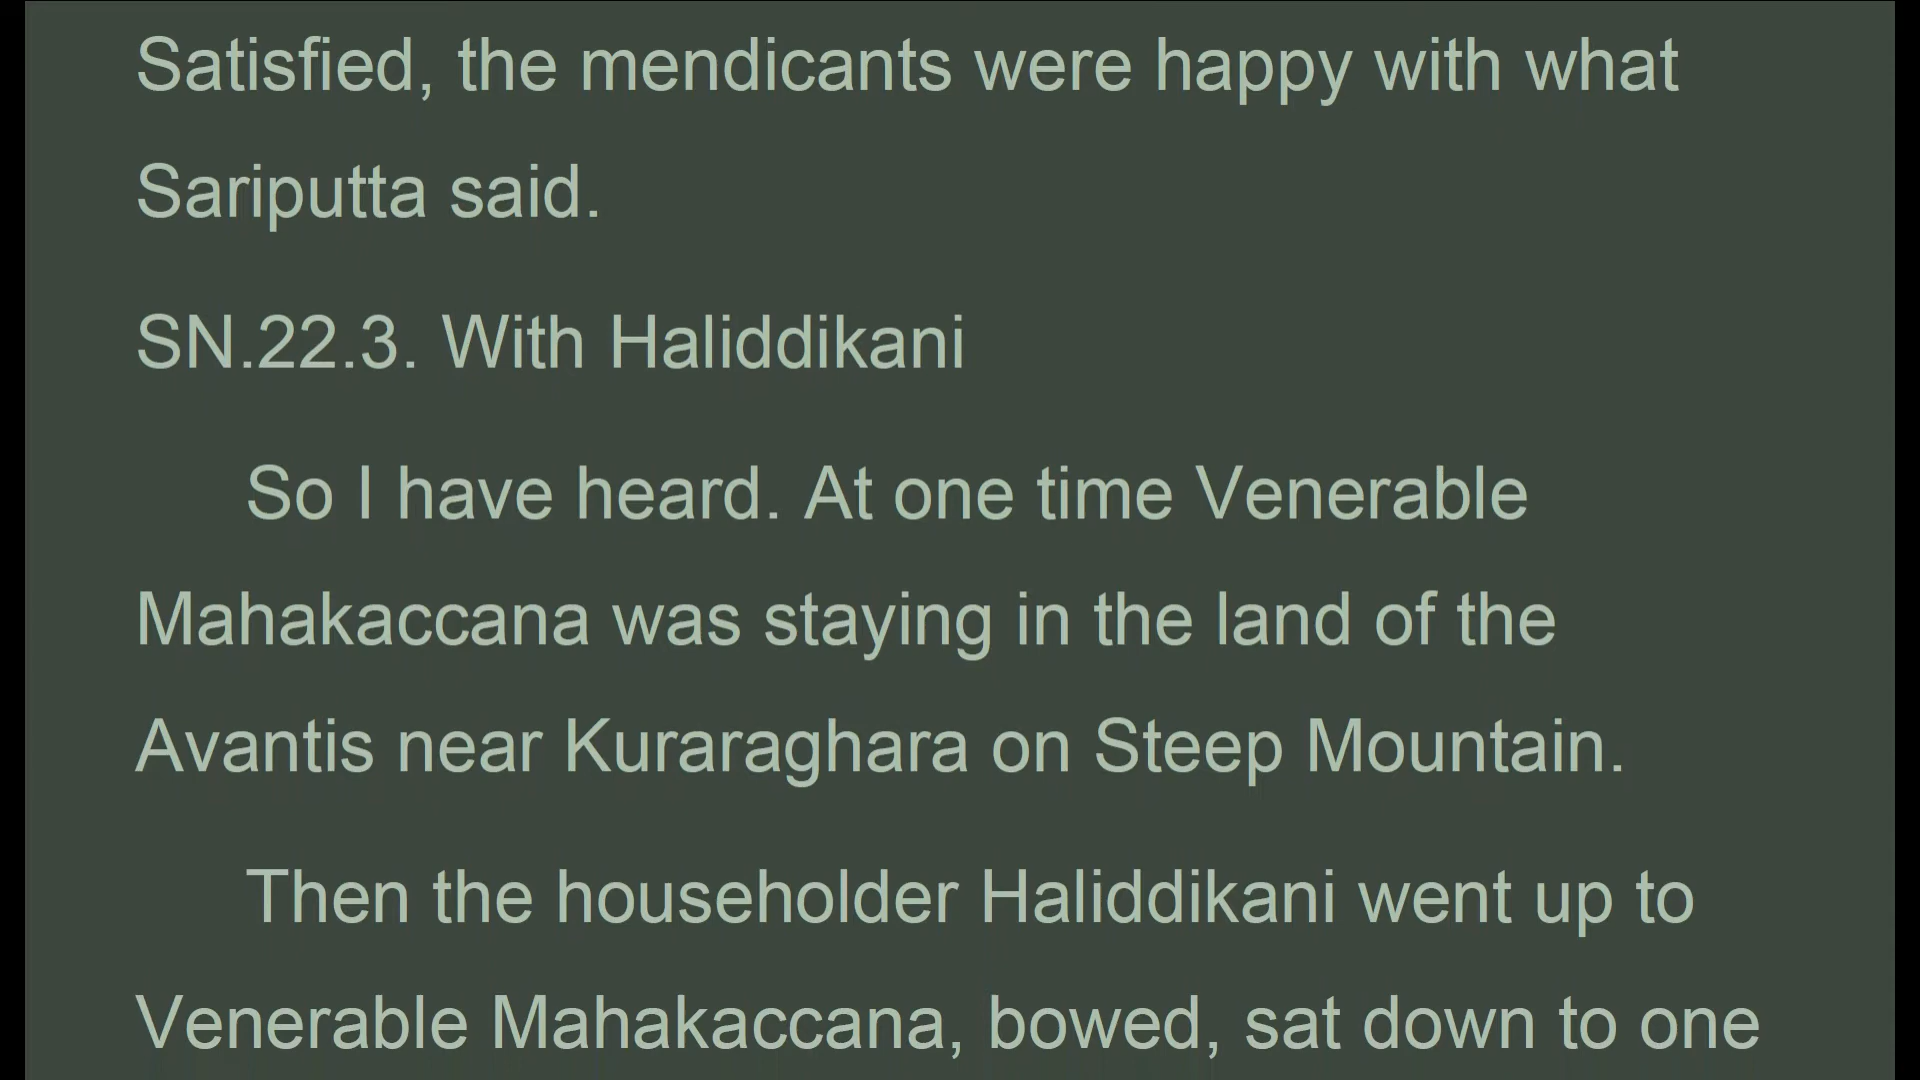 Satisfied, the mendicants were happy with what
Sariputta said.
SN.22.3. With Haliddikani
So I have heard. At one time Venerable
Mahakaccana was staying in the land of the
Avantis near Kuraraghara on Steep Mountain.
Then the householder Haliddikani went up to
Venerable Mahakaccana, bowed, sat down to one